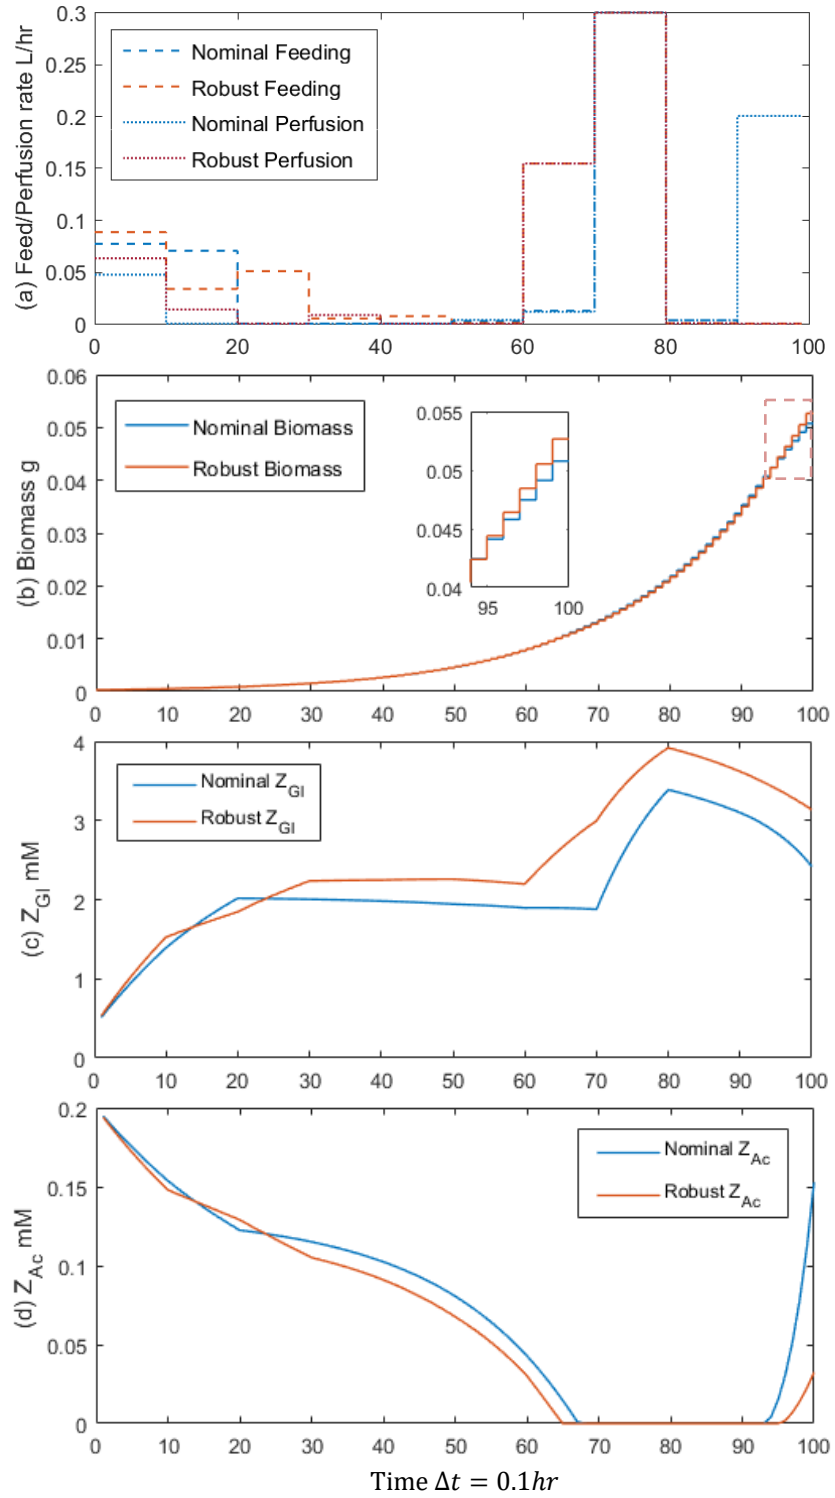 (a) Feed/Perfusion rate L/hr
0.3
0.25
0.2
0.15
0.1
0.05
0
Nominal Feeding
Robust Feeding
Nominal Perfusion
Robust Perfusion
0 20 40 60 80 100
(b) Biomass g
0.06
0.05
0.04
0.03
0.02
0.01
0
Nominal Biomass
Robust Biomass
0.055
0.05
0.045
0.04
95 100
0 10 20 30 40 50 60 70 80 90 100
(c) Z_Gl mM
4
3
2
1
0
Nominal Z_Gl
Robust Z_Gl
0 10 20 30 40 50 60 70 80 90 100
(d) Z_Ac mM
0.2
0.15
0.1
0.05
0
Nominal Z_Ac
Robust Z_Ac
0 10 20 30 40 50 60 70 80 90 100
Time Δt = 0.1hr